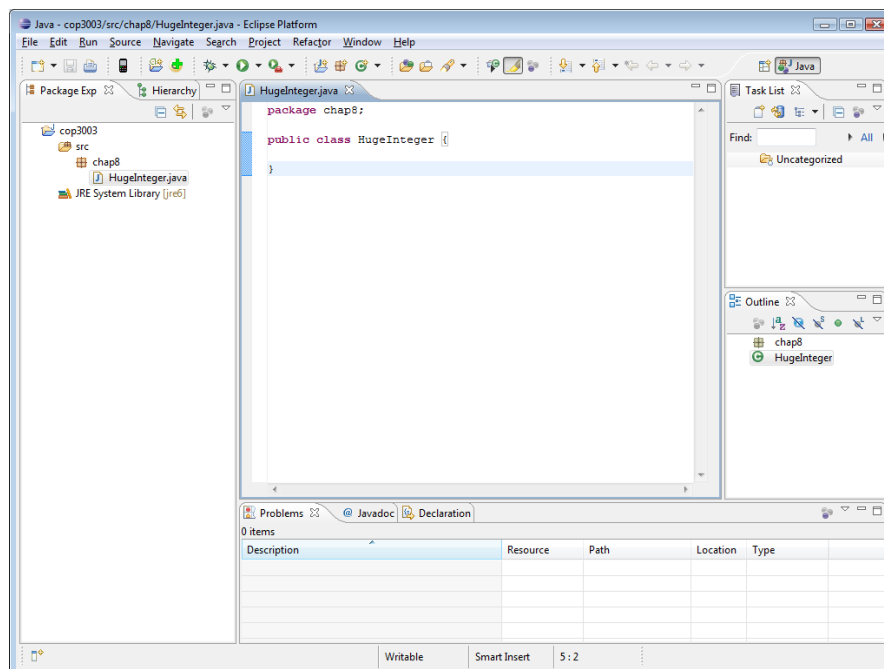 Java - cop3003/src/chap8/HugeInteger.java - Eclipse Platform
File Edit Run Source Navigate Search Project Refactor Window Help
Java
Package Exp Hierarchy
cop3003
src
chap8
HugeInteger.java
JRE System Library [jre6]
HugeInteger.java
package chap8;
public class HugeInteger {
}
Task List
Find: All
Uncategorized
Outline
chap8
HugeInteger
Problems @ Javadoc Declaration
0 items
Description Resource Path Location Type
Writable Smart Insert 5 : 2